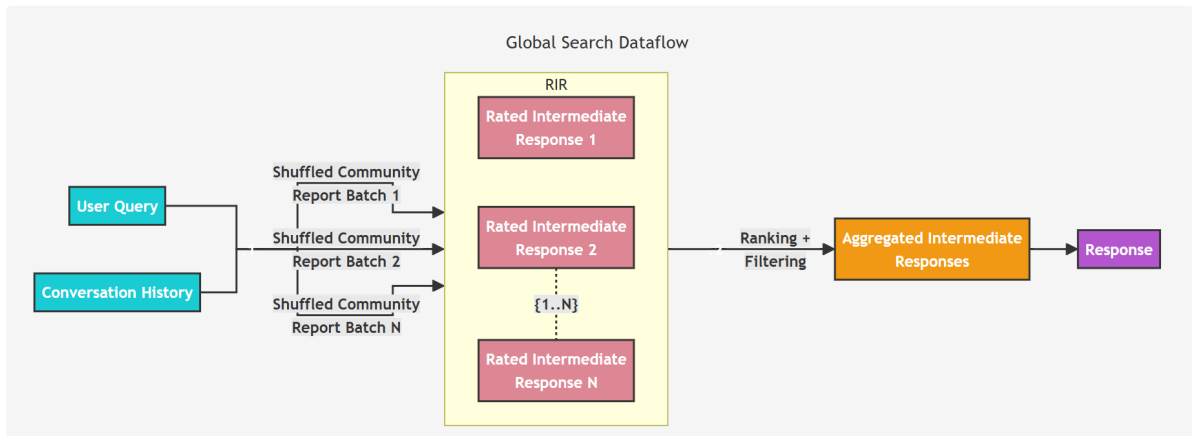 Global Search Dataflow
User Query
Conversation History
Shuffled Community
Report Batch 1
Shuffled Community
Report Batch 2
Shuffled Community
Report Batch N
RIR
Rated Intermediate
Response 1
Rated Intermediate
Response 2
{1..N}
Rated Intermediate
Response N
Ranking +
Filtering
Aggregated Intermediate
Responses
Response